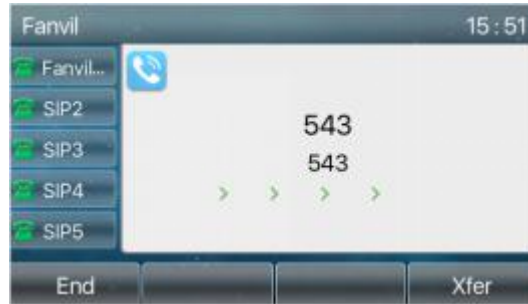 Fanvil 15:51
Fanvil...
SIP2
SIP3
SIP4
SIP5
543
543
End Xfer